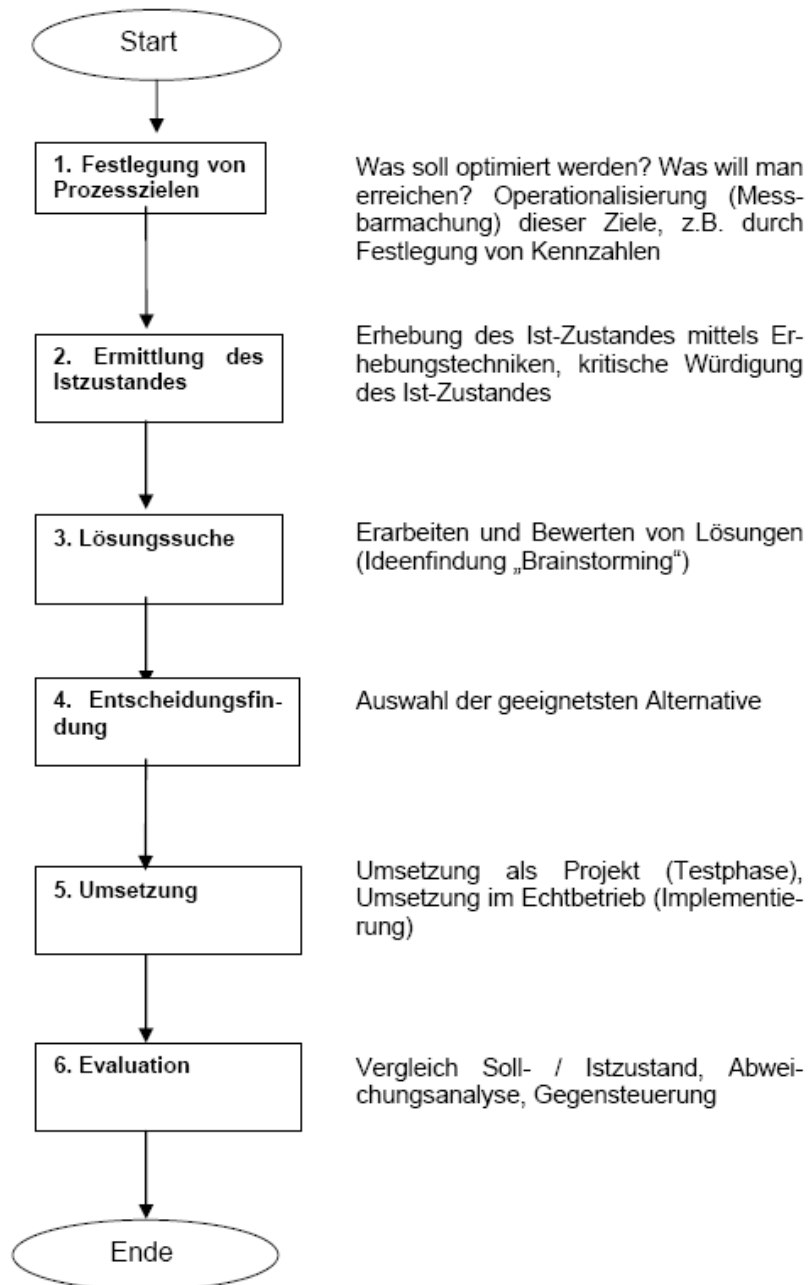 Start
1. Festlegung von
Prozesszielen
Was soll optimiert werden? Was will man
erreichen? Operationalisierung (Mess-
barmachung) dieser Ziele, z.B. durch
Festlegung von Kennzahlen
2. Ermittlung des
Istzustandes
Erhebung des Ist-Zustandes mittels Er-
hebungstechniken, kritische Würdigung
des Ist-Zustandes
3. Lösungssuche
Erarbeiten und Bewerten von Lösungen
(Ideenfindung „Brainstorming“)
4. Entscheidungsfin-
dung
Auswahl der geeignetsten Alternative
5. Umsetzung
Umsetzung als Projekt (Testphase),
Umsetzung im Echtbetrieb (Implementie-
rung)
6. Evaluation
Vergleich Soll- / Istzustand, Abwei-
chungsanalyse, Gegensteuerung
Ende